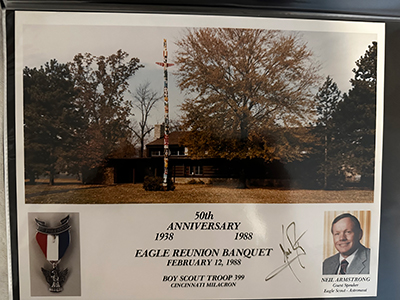 50th
ANNIVERSARY
1938 1988
EAGLE REUNION BANQUET
FEBRUARY 12, 1988
BOY SCOUT TROOP 399
CINCINNATI MILACRON
NEIL ARMSTRONG
Guest Speaker
Eagle Scout - Astronaut